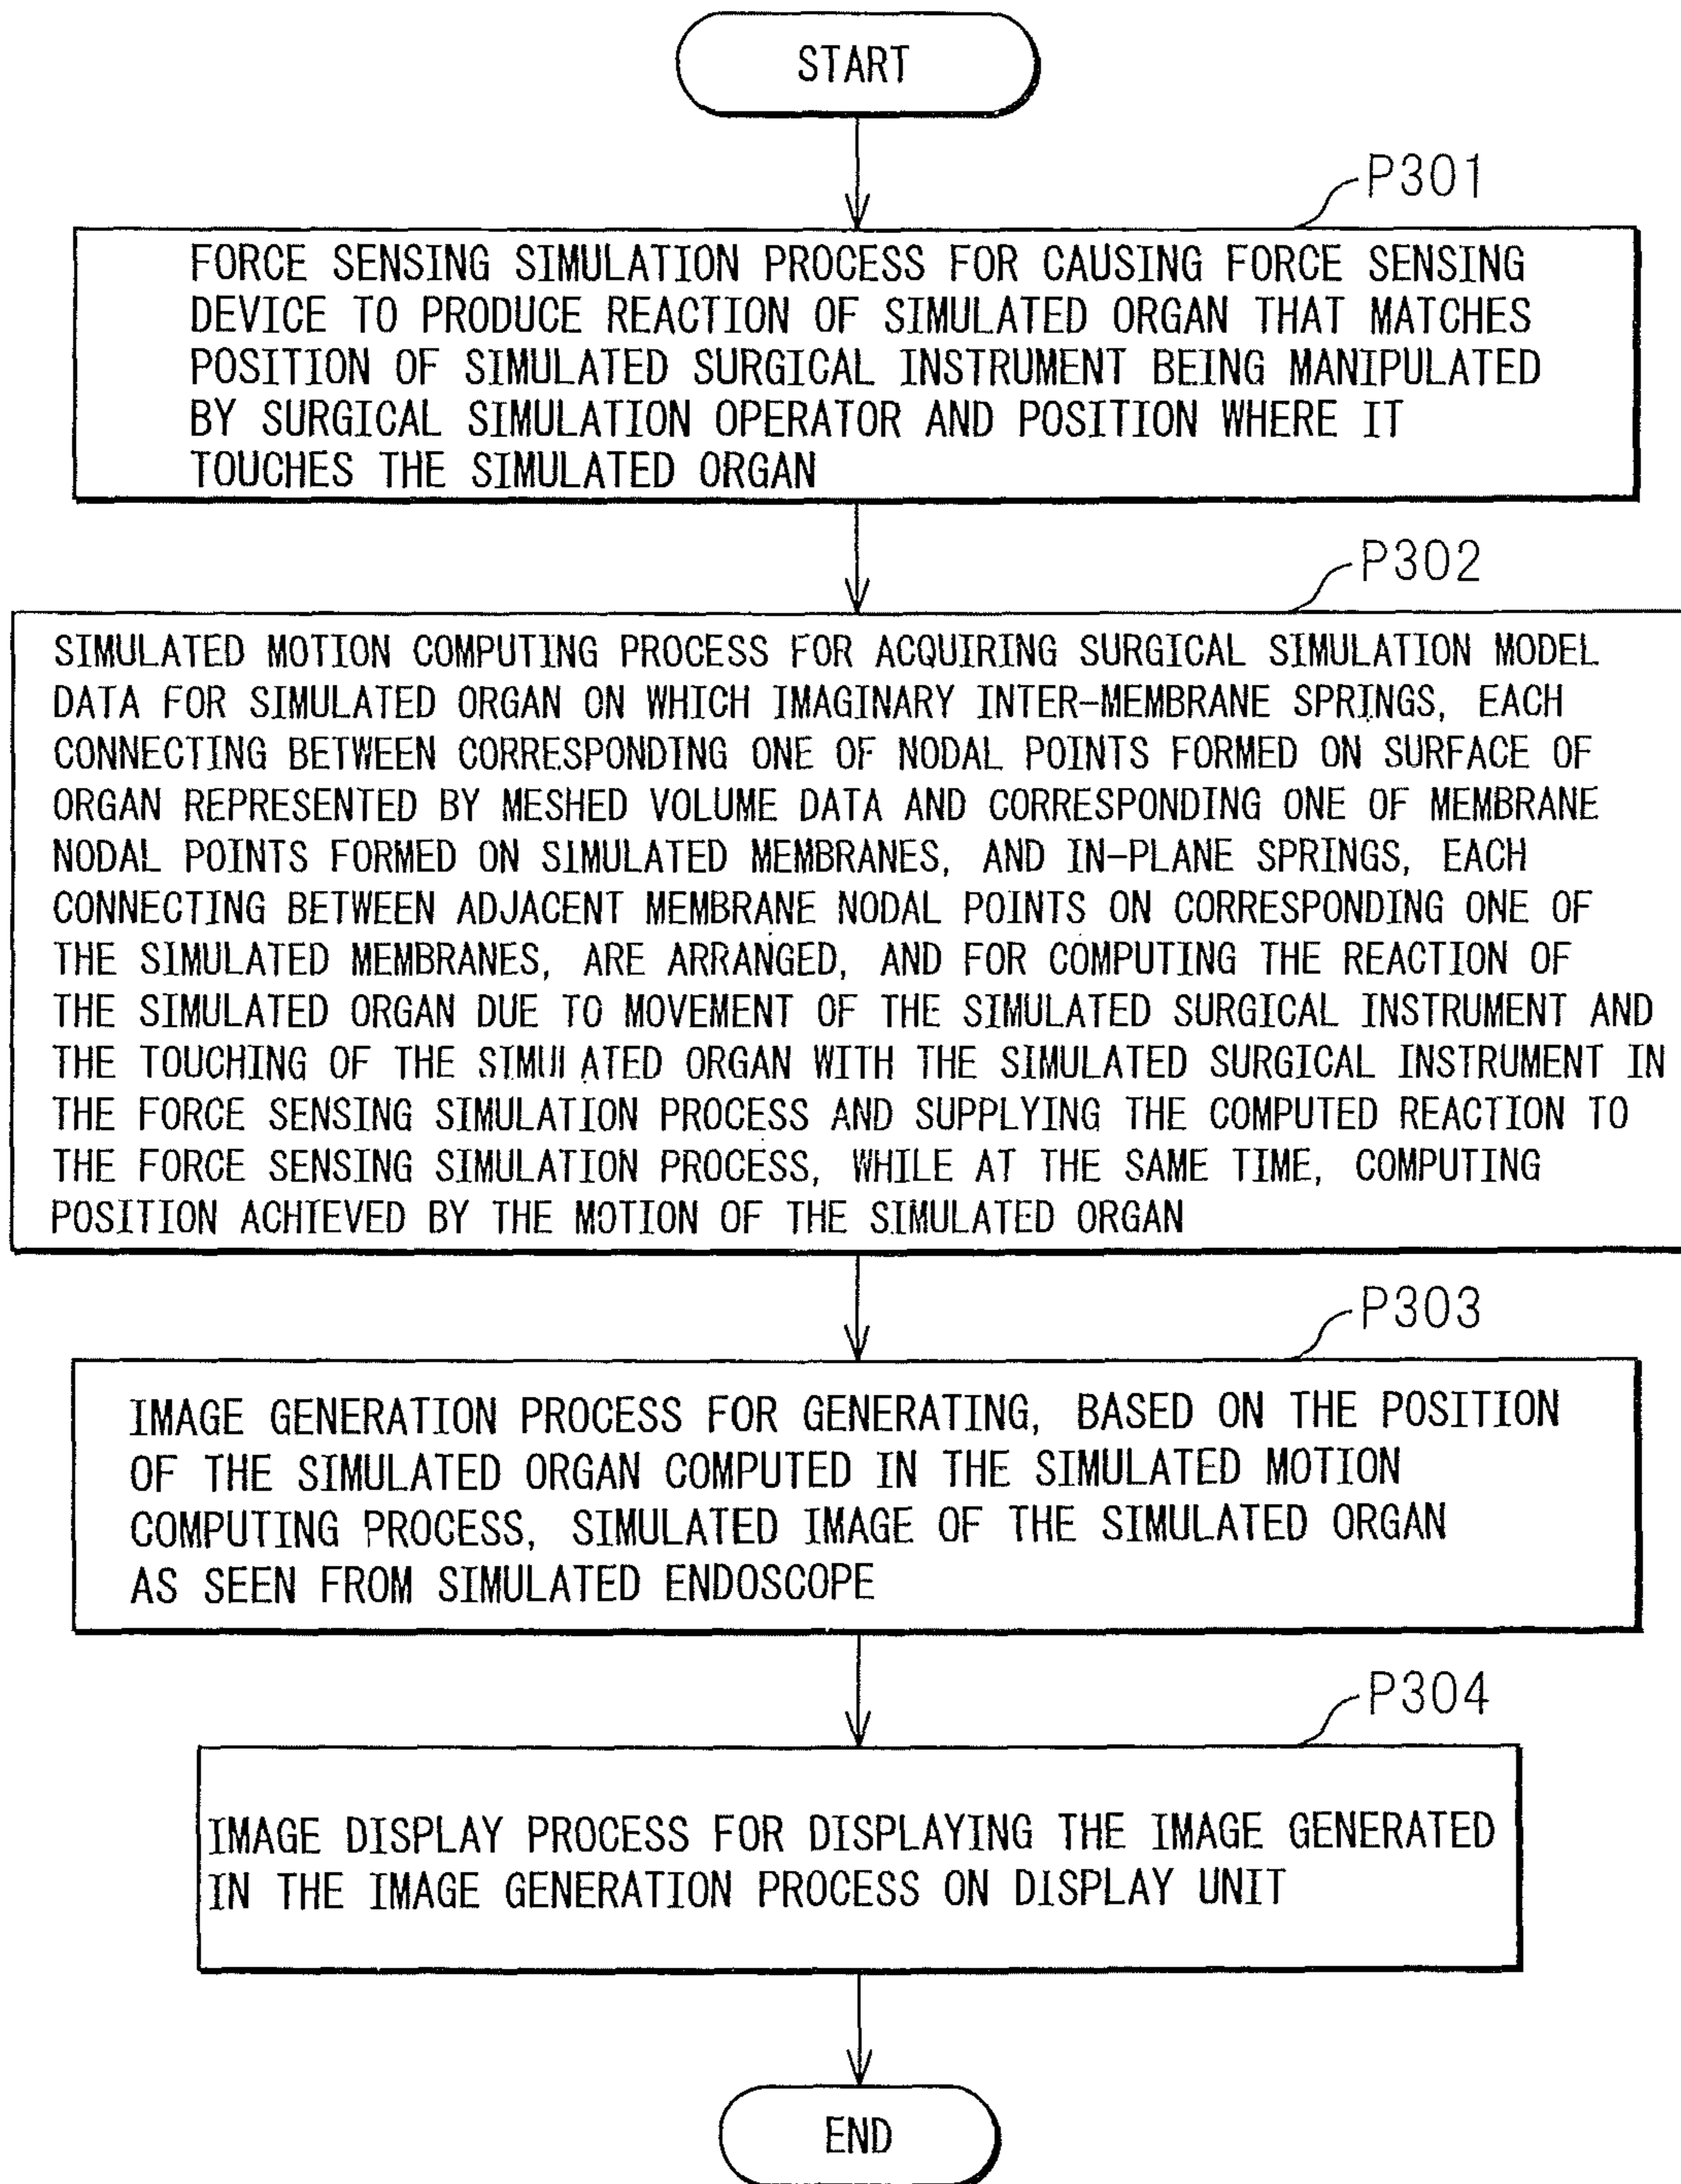 START
P301
FORCE SENSING SIMULATION PROCESS FOR CAUSING FORCE SENSING
DEVICE TO PRODUCE REACTION OF SIMULATED ORGAN THAT MATCHES
POSITION OF SIMULATED SURGICAL INSTRUMENT BEING MANIPULATED
BY SURGICAL SIMULATION OPERATOR AND POSITION WHERE IT
TOUCHES THE SIMULATED ORGAN
P302
SIMULATED MOTION COMPUTING PROCESS FOR ACQUIRING SURGICAL SIMULATION MODEL
DATA FOR SIMULATED ORGAN ON WHICH IMAGINARY INTER-MEMBRANE SPRINGS, EACH
CONNECTING BETWEEN CORRESPONDING ONE OF NODAL POINTS FORMED ON SURFACE OF
ORGAN REPRESENTED BY MESHED VOLUME DATA AND CORRESPONDING ONE OF MEMBRANE
NODAL POINTS FORMED ON SIMULATED MEMBRANES, AND IN-PLANE SPRINGS, EACH
CONNECTING BETWEEN ADJACENT MEMBRANE NODAL POINTS ON CORRESPONDING ONE OF
THE SIMULATED MEMBRANES, ARE ARRANGED, AND FOR COMPUTING THE REACTION OF
THE SIMULATED ORGAN DUE TO MOVEMENT OF THE SIMULATED SURGICAL INSTRUMENT AND
THE TOUCHING OF THE SIMULATED ORGAN WITH THE SIMULATED SURGICAL INSTRUMENT IN
THE FORCE SENSING SIMULATION PROCESS AND SUPPLYING THE COMPUTED REACTION TO
THE FORCE SENSING SIMULATION PROCESS, WHILE AT THE SAME TIME, COMPUTING
POSITION ACHIEVED BY THE MOTION OF THE SIMULATED ORGAN
P303
IMAGE GENERATION PROCESS FOR GENERATING, BASED ON THE POSITION
OF THE SIMULATED ORGAN COMPUTED IN THE SIMULATED MOTION
COMPUTING PROCESS, SIMULATED IMAGE OF THE SIMULATED ORGAN
AS SEEN FROM SIMULATED ENDOSCOPE
P304
IMAGE DISPLAY PROCESS FOR DISPLAYING THE IMAGE GENERATED
IN THE IMAGE GENERATION PROCESS ON DISPLAY UNIT
END